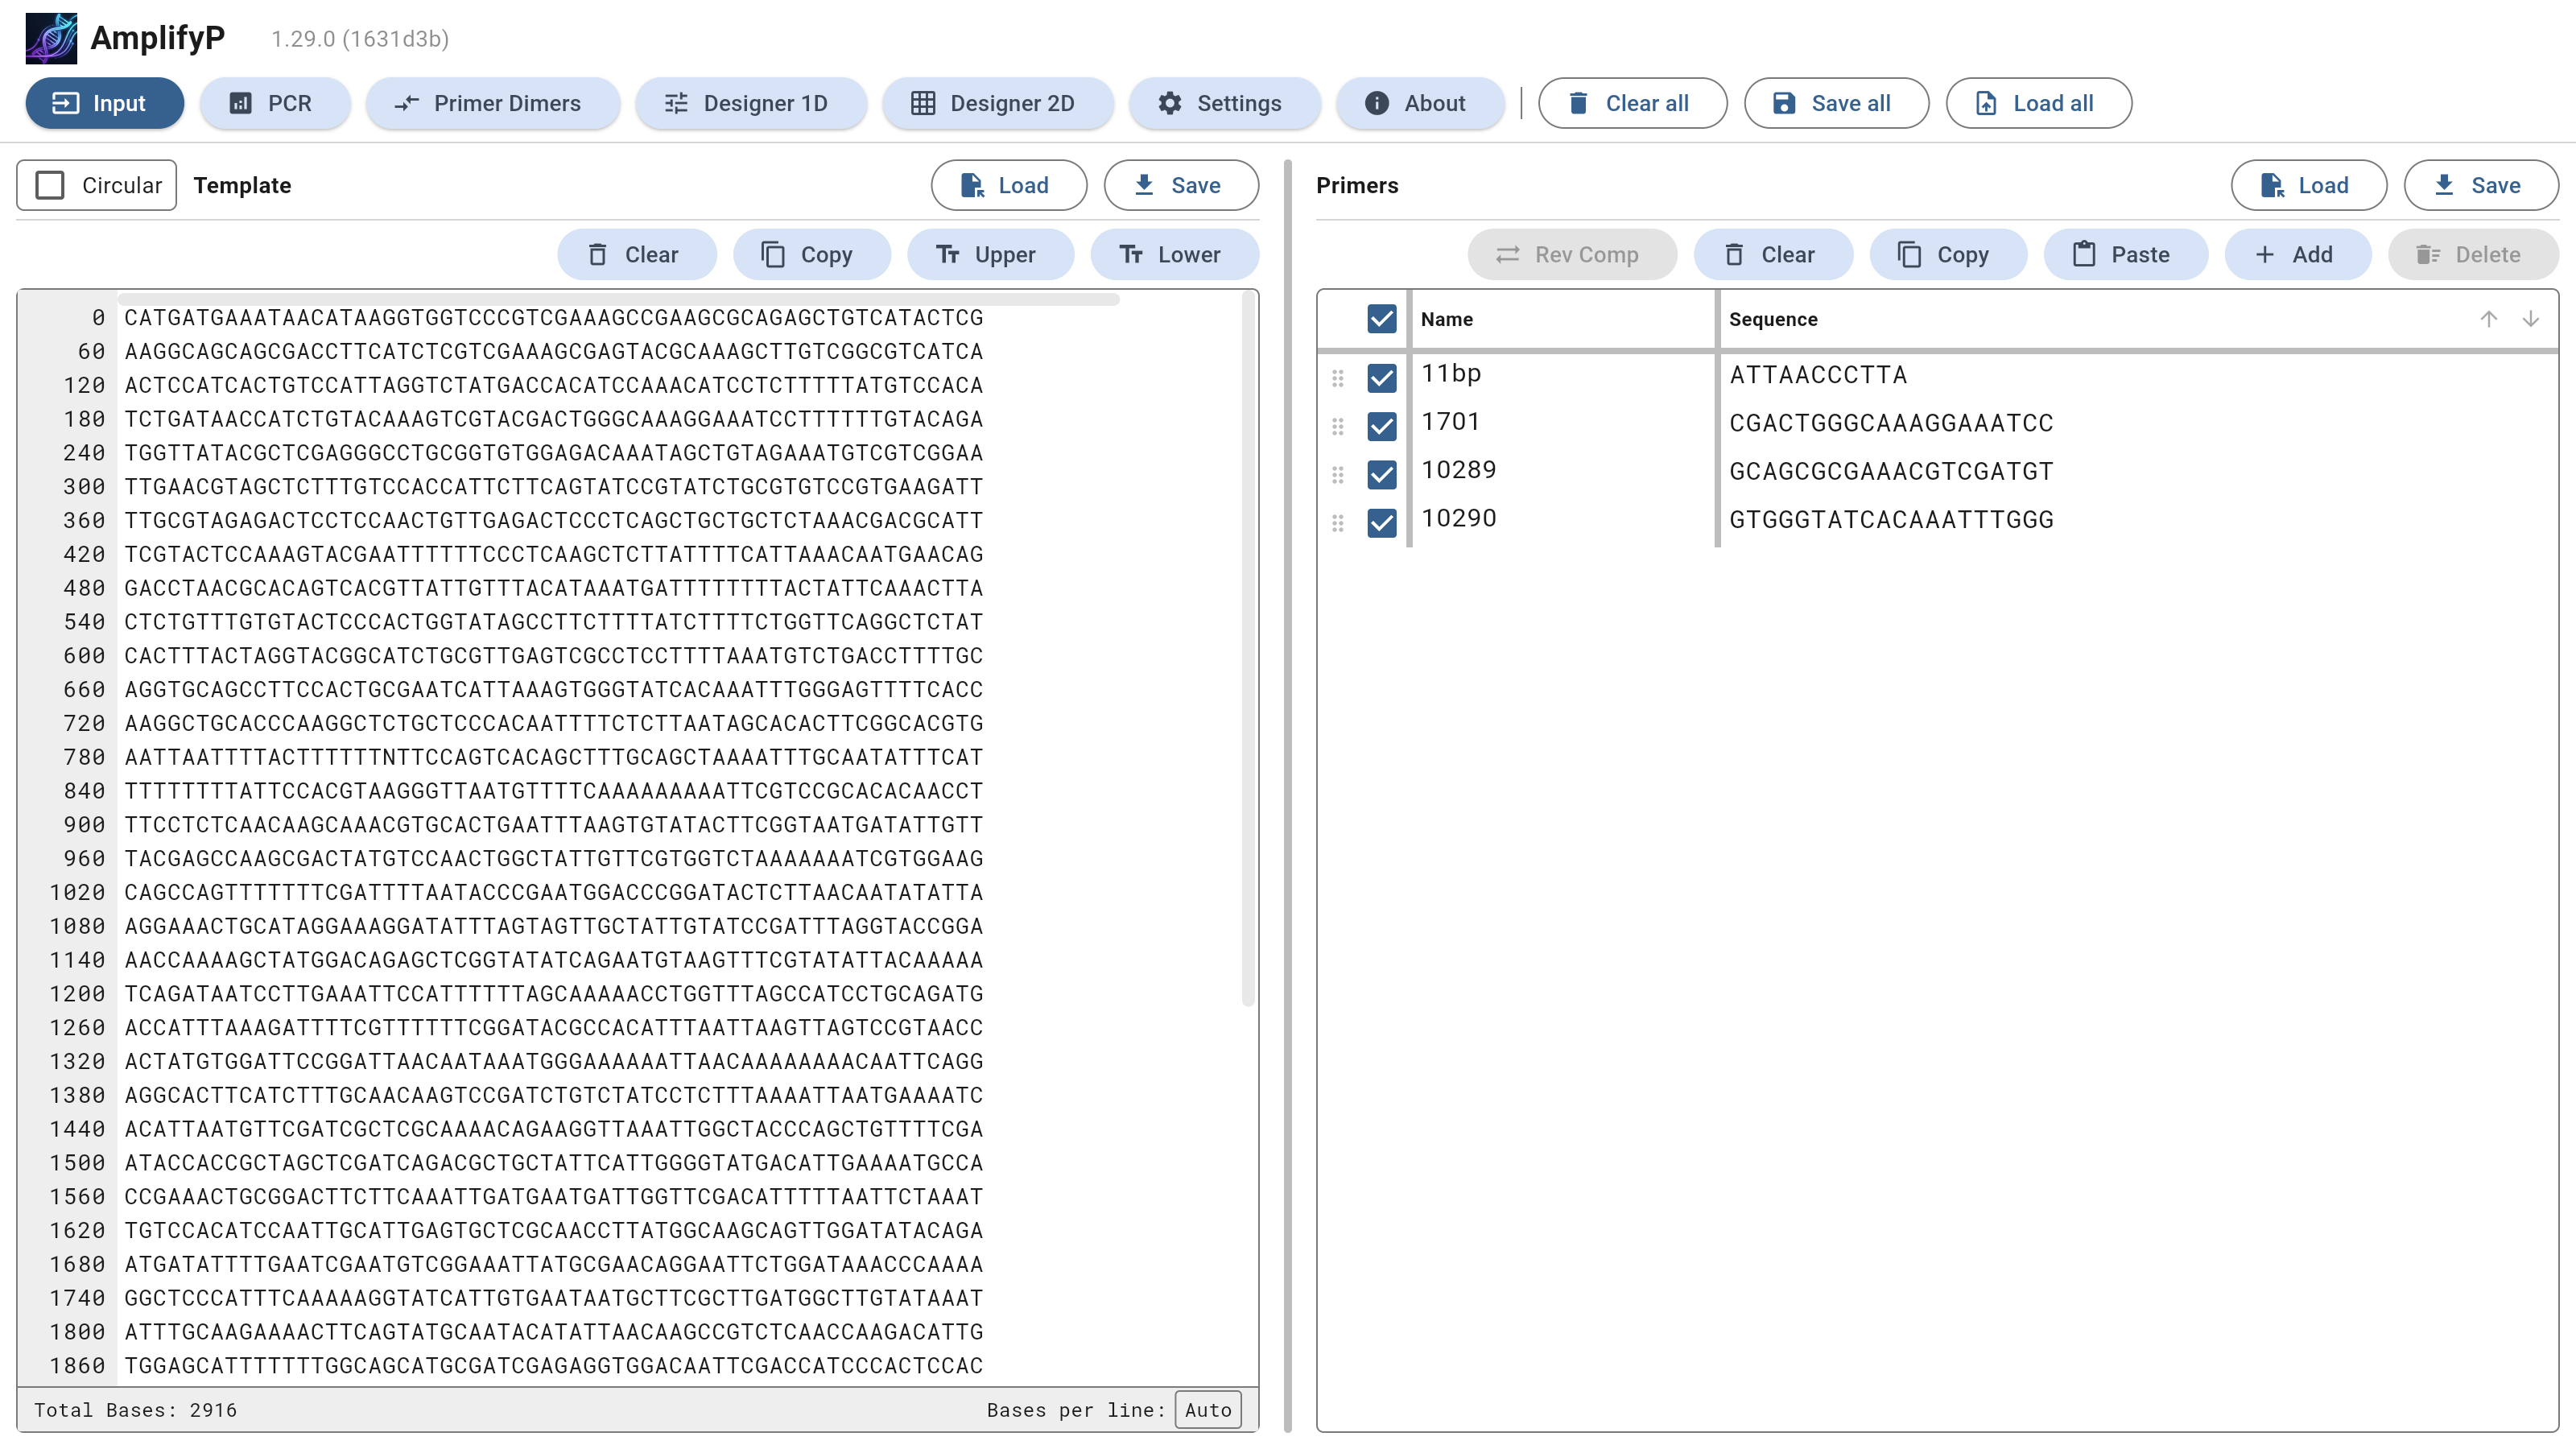 AmplifyP 1.29.0 (1631d3b)
Input PCR Primer Dimers Designer 1D Designer 2D Settings About Clear all Save all Load all
Circular Template Load Save
Clear Copy Upper Lower
0 CATGATGAAATAACATAAGGTGGTCCCGTCGAAAGCCGAAGCGCAGAGCTGTCATACTCG
60 AAGGCAGCAGCGACCTTCATCTCGTCGAAAGCGAGTACGCAAAGCTTGTCGGCGTCATCA
120 ACTCCATCACTGTCCATTAGGTCTATGACCACATCCAAACATCCTCTTTTTATGTCCACA
180 TCTGATAACCATCTGTACAAAGTCGTACGACTGGGCAAAGGAAATCCTTTTTTGTACAGA
240 TGGTTATACGCTCGAGGGCCTGCGGTGTGGAGACAAATAGCTGTAGAAATGTCGTCGGAA
300 TTGAACGTAGCTCTTTGTCCACCATTCTTCAGTATCCGTATCTGCGTGTCCGTGAAGATT
360 TTGCGTAGAGACTCCTCCAACTGTTGAGACTCCCTCAGCTGCTGCTCTAAACGACGCATT
420 TCGTACTCCAAAGTACGAATTTTTTCCCTCAAGCTCTTATTTTCATTAAACAATGAACAG
480 GACCTAACGCACAGTCACGTTATTGTTTACATAAATGATTTTTTTTACTATTCAAACTTA
540 CTCTGTTTGTGTACTCCCACTGGTATAGCCTTCTTTTATCTTTTCTGGTTCAGGCTCTAT
600 CACTTTACTAGGTACGGCATCTGCGTTGAGTCGCCTCCTTTTAAATGTCTGACCTTTTGC
660 AGGTGCAGCCTTCCACTGCGAATCATTAAAGTGGGTATCACAAATTTGGGAGTTTTCACC
720 AAGGCTGCACCCAAGGCTCTGCTCCCACAATTTTCTCTTAATAGCACACTTCGGCACGTG
780 AATTAATTTTACTTTTTTNTTCCAGTCACAGCTTTGCAGCTAAAATTTGCAATATTTCAT
840 TTTTTTTTATTCCACGTAAGGGTTAATGTTTTCAAAAAAAAATTCGTCCGCACACAACCT
900 TTCCTCTCAACAAGCAAACGTGCACTGAATTTAAGTGTATACTTCGGTAATGATATTGTT
960 TACGAGCCAAGCGACTATGTCCAACTGGCTATTGTTCGTGGTCTAAAAAAATCGTGGAAG
1020 CAGCCAGTTTTTTTCGATTTTAATACCCGAATGGACCCGGATACTCTTAACAATATATTA
1080 AGGAAACTGCATAGGAAAGGATATTTAGTAGTTGCTATTGTATCCGATTTAGGTACCGGA
1140 AACCAAAAGCTATGGACAGAGCTCGGTATATCAGAATGTAAGTTTCGTATATTACAAAAA
1200 TCAGATAATCCTTGAAATTCCATTTTTTAGCAAAAACCTGGTTTAGCCATCCTGCAGATG
1260 ACCATTTAAAGATTTTCGTTTTTTCGGATACGCCACATTTAATTAAGTTAGTCCGTAACC
1320 ACTATGTGGATTCCGGATTAACAATAAATGGGAAAAAATTAACAAAAAAAACAATTCAGG
1380 AGGCACTTCATCTTTGCAACAAGTCCGATCTGTCTATCCTCTTTAAAATTAATGAAAATC
1440 ACATTAATGTTCGATCGCTCGCAAAACAGAAGGTTAAATTGGCTACCCAGCTGTTTTCGA
1500 ATACCACCGCTAGCTCGATCAGACGCTGCTATTCATTGGGGTATGACATTGAAAATGCCA
1560 CCGAAACTGCGGACTTCTTCAAATTGATGAATGATTGGTTCGACATTTTTAATTCTAAAT
1620 TGTCCACATCCAATTGCATTGAGTGCTCGCAACCTTATGGCAAGCAGTTGGATATACAGA
1680 ATGATATTTTGAATCGAATGTCGGAAATTATGCGAACAGGAATTCTGGATAAACCCAAAA
1740 GGCTCCCATTTCAAAAAGGTATCATTGTGAATAATGCTTCGCTTGATGGCTTGTATAAAT
1800 ATTTGCAAGAAAACTTCAGTATGCAATACATATTAACAAGCCGTCTCAACCAAGACATTG
1860 TGGAGCATTTTTTTGGCAGCATGCGATCGAGAGGTGGACAATTCGACCATCCCACTCCAC
Total Bases: 2916 Bases per line: Auto
Primers Load Save
Rev Comp Clear Copy Paste Add Delete
Name Sequence
11bp ATTAACCCTTA
1701 CGACTGGGCAAAGGAAATCC
10289 GCAGCGCGAAACGTCGATGT
10290 GTGGGTATCACAAATTTGGG